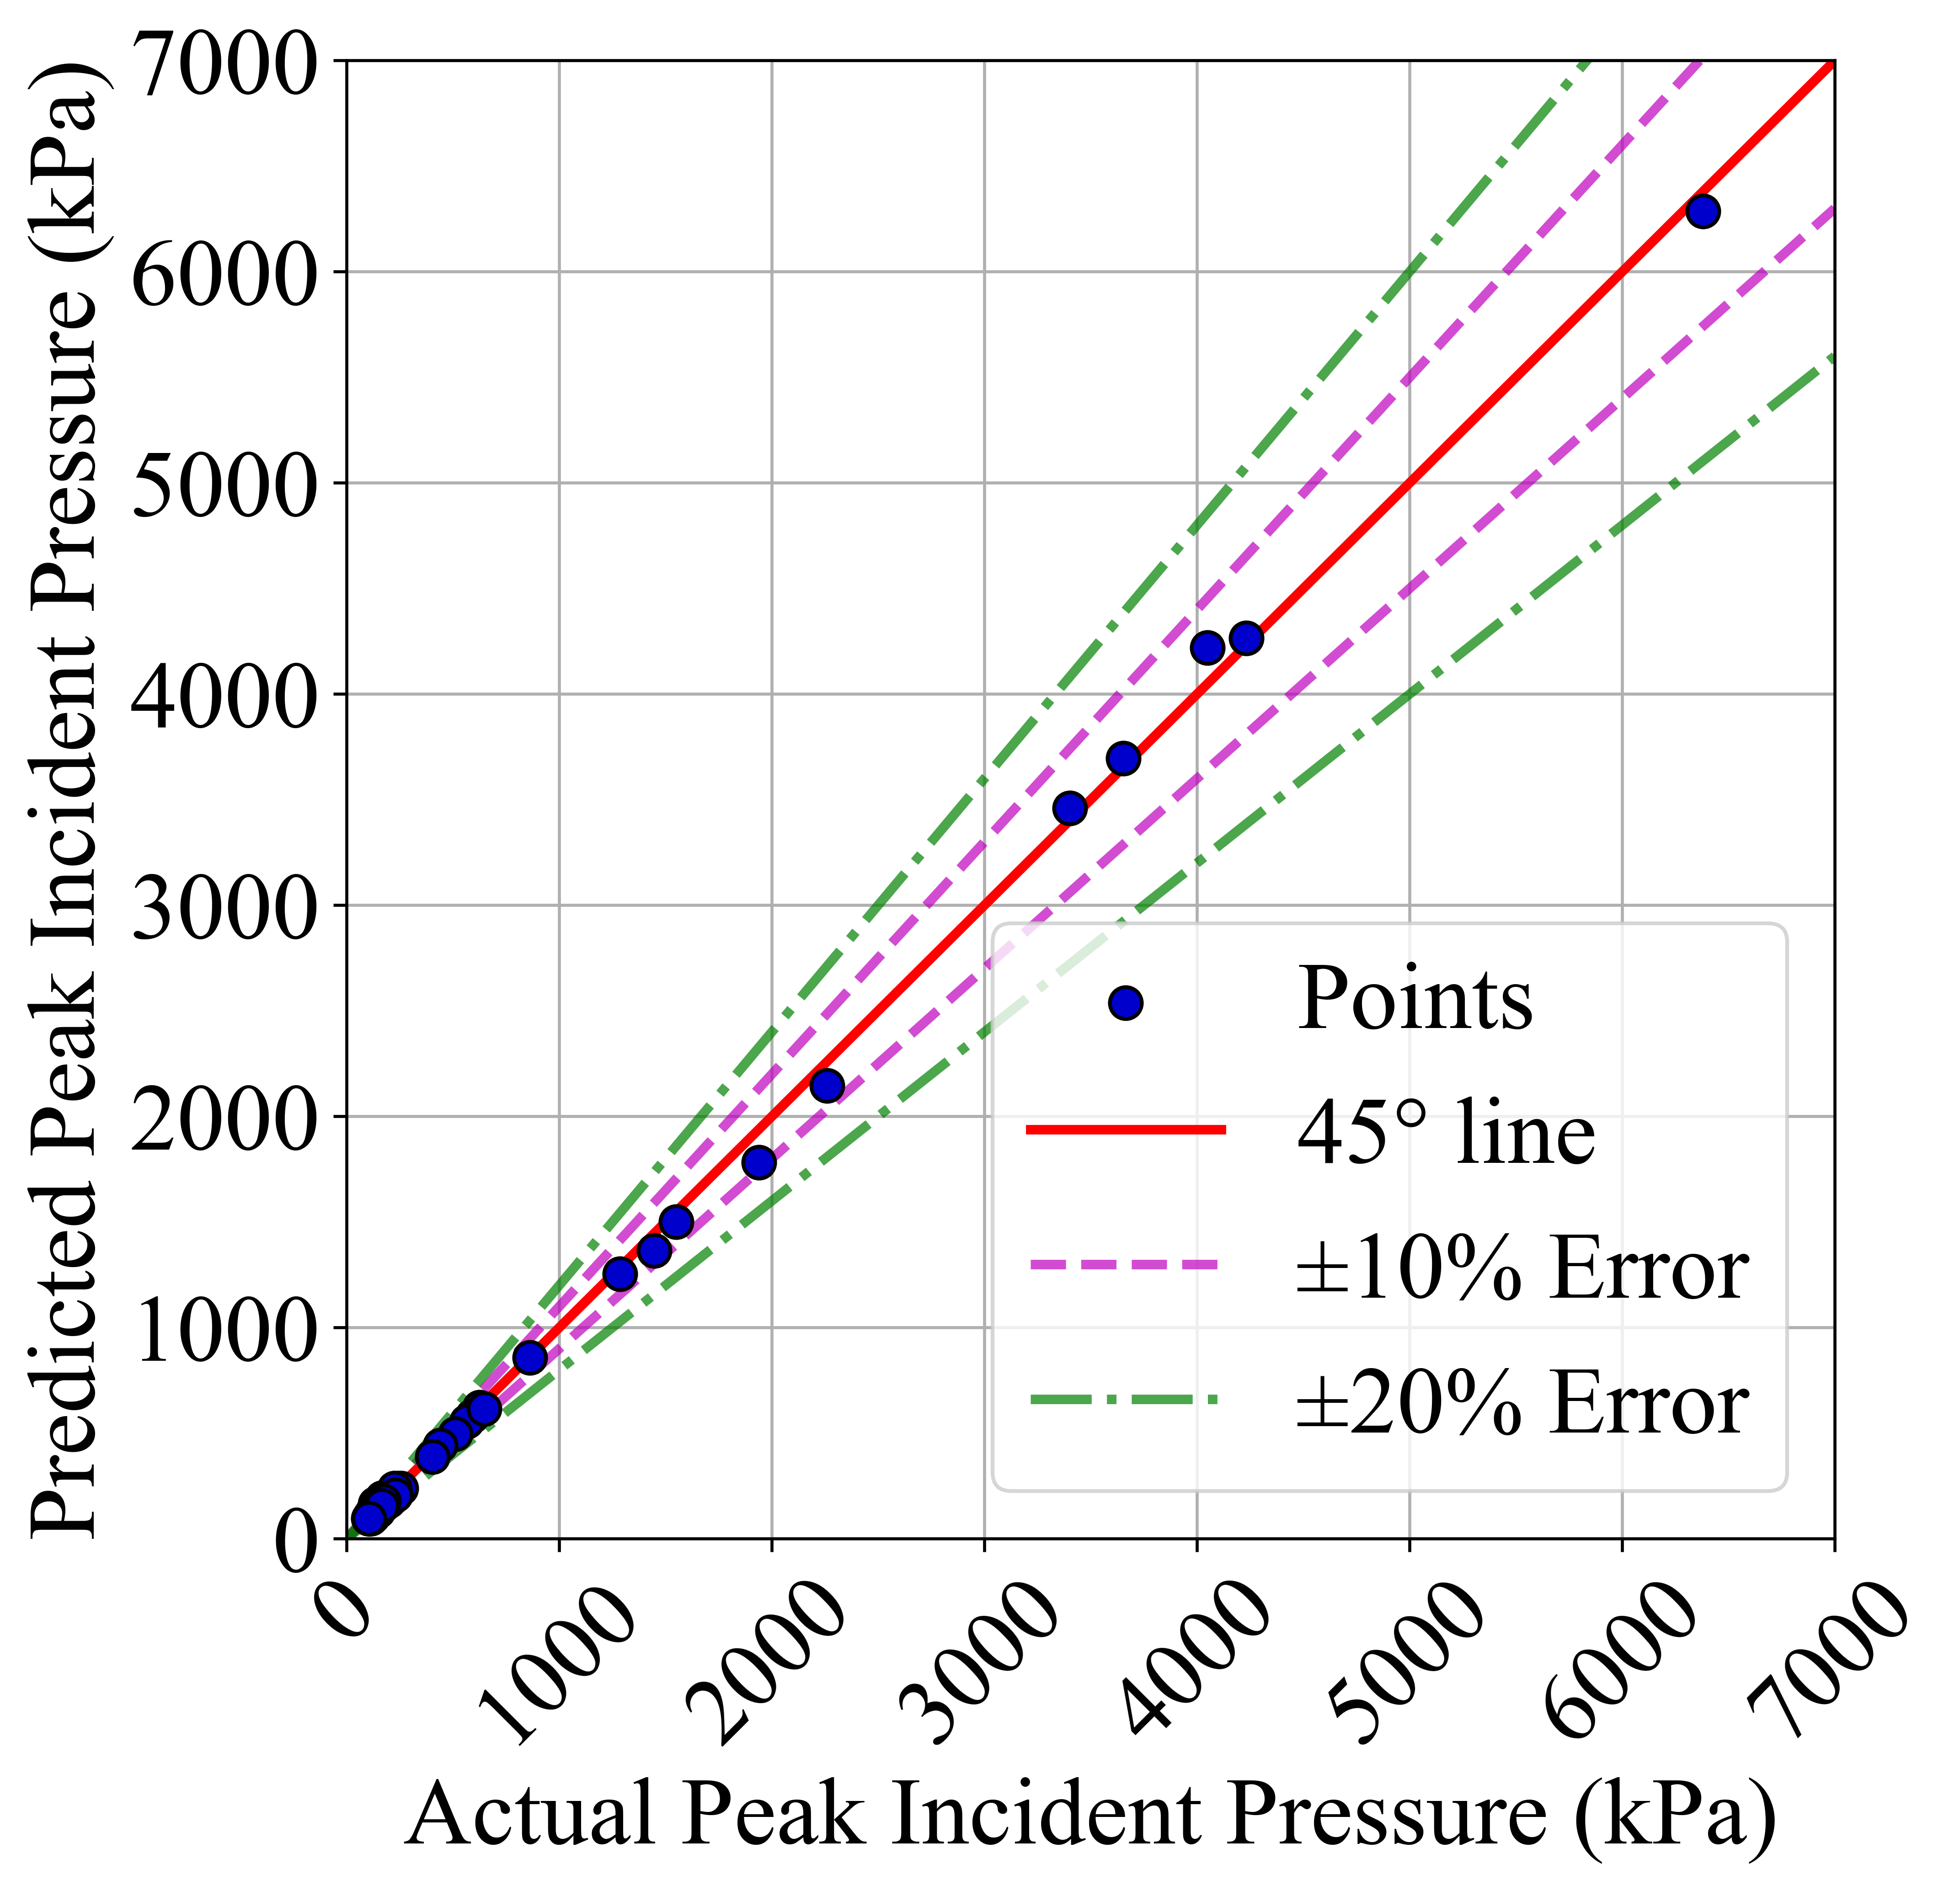 Predicted Peak Incident Pressure (kPa)
7000
6000
5000
4000
3000
2000
1000
0
Points
45° line
±10% Error
±20% Error
0
1000
2000
3000
4000
5000
6000
7000
Actual Peak Incident Pressure (kPa)